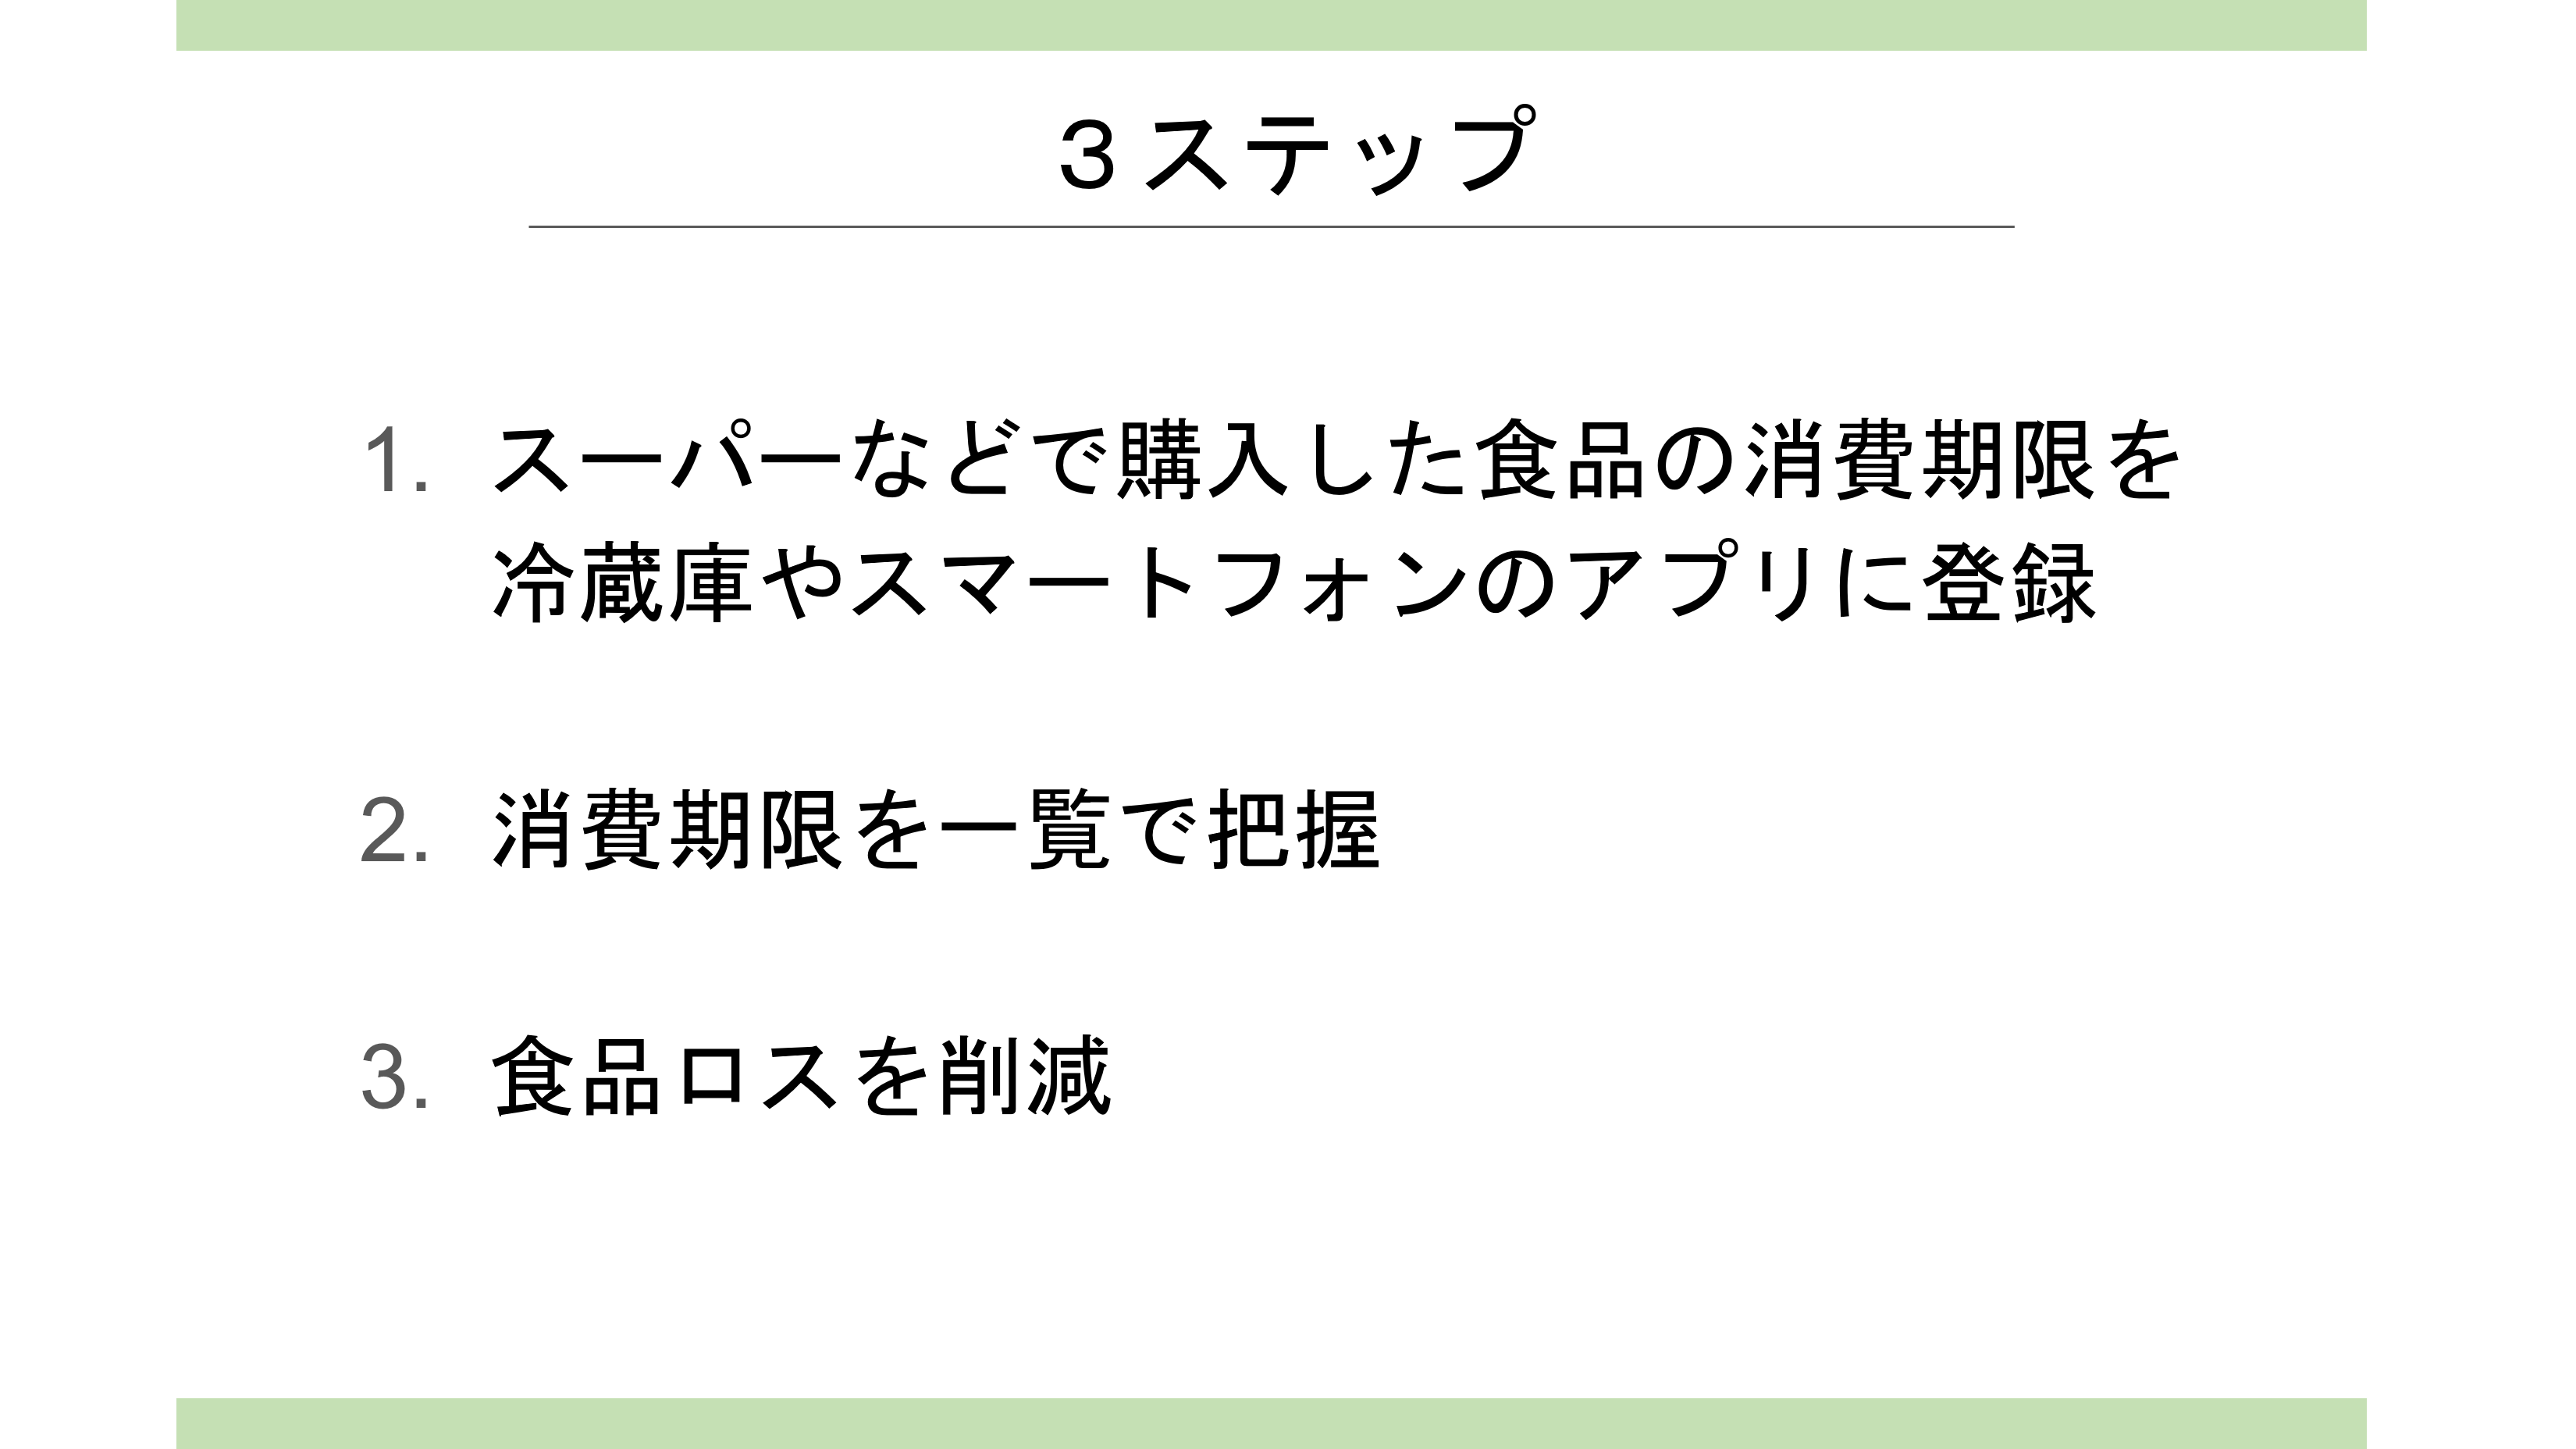 ３ステップ
1. スーパーなどで購入した食品の消費期限を
冷蔵庫やスマートフォンのアプリに登録
2. 消費期限を一覧で把握
3. 食品ロスを削減